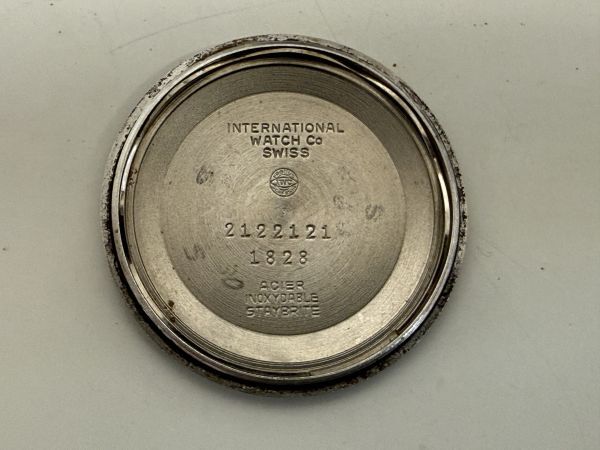 INTERNATIONAL
WATCH Co
SWISS
2122121
1828
ACIER
INOXYDABLE
STAYBRITE